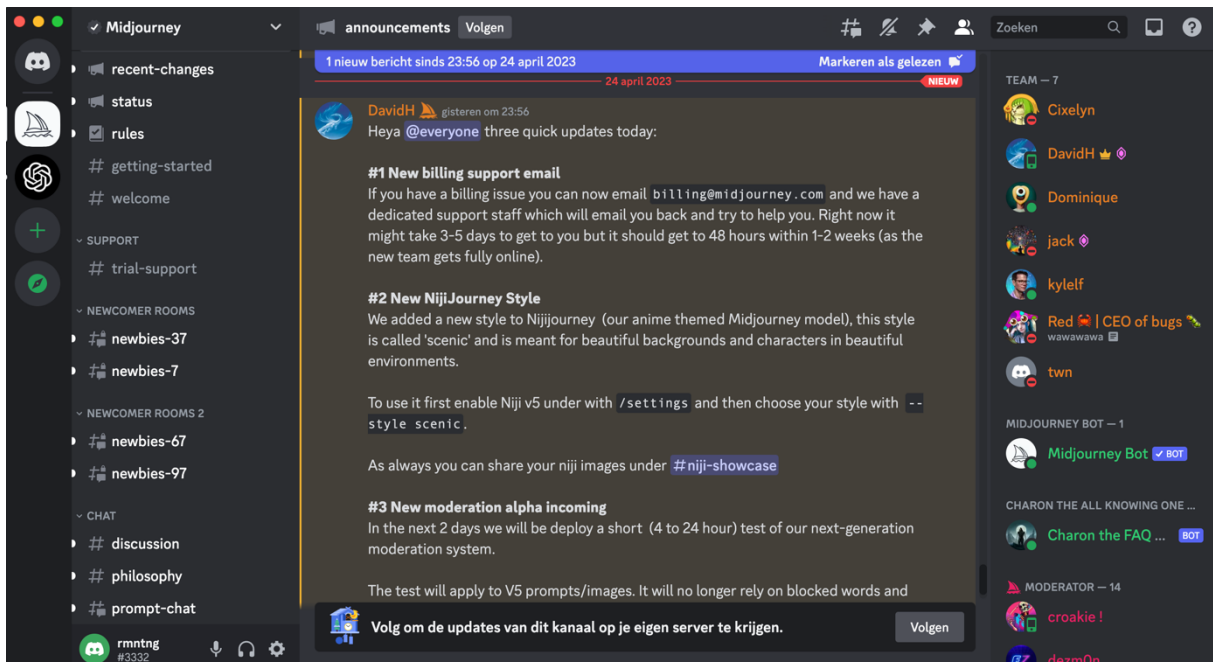 Midjourney
recent-changes
status
rules
getting-started
welcome
SUPPORT
trial-support
NEWCOMER ROOMS
newbies-37
newbies-7
NEWCOMER ROOMS 2
newbies-67
newbies-97
CHAT
discussion
philosophy
prompt-chat
rmntng
#3332
announcements Volgen
Zoeken
1 nieuw bericht sinds 23:56 op 24 april 2023 Markeren als gelezen
24 april 2023 NIEUW
DavidH gisteren om 23:56
Heya @everyone three quick updates today:
#1 New billing support email
If you have a billing issue you can now email billing@midjourney.com and we have a
dedicated support staff which will email you back and try to help you. Right now it
might take 3-5 days to get to you but it should get to 48 hours within 1-2 weeks (as the
new team gets fully online).
#2 New NijiJourney Style
We added a new style to Nijijourney (our anime themed Midjourney model), this style
is called 'scenic' and is meant for beautiful backgrounds and characters in beautiful
environments.
To use it first enable Niji v5 under with /settings and then choose your style with --
style scenic.
As always you can share your niji images under #niji-showcase
#3 New moderation alpha incoming
In the next 2 days we will be deploy a short (4 to 24 hour) test of our next-generation
moderation system.
The test will apply to V5 prompts/images. It will no longer rely on blocked words and
Volg om de updates van dit kanaal op je eigen server te krijgen. Volgen
TEAM — 7
Cixelyn
DavidH
Dominique
jack
kylelf
Red | CEO of bugs
wawawawa
twn
MIDJOURNEY BOT — 1
Midjourney Bot BOT
CHARON THE ALL KNOWING ONE ...
Charon the FAQ ... BOT
MODERATOR — 14
croakie !
dezm0n